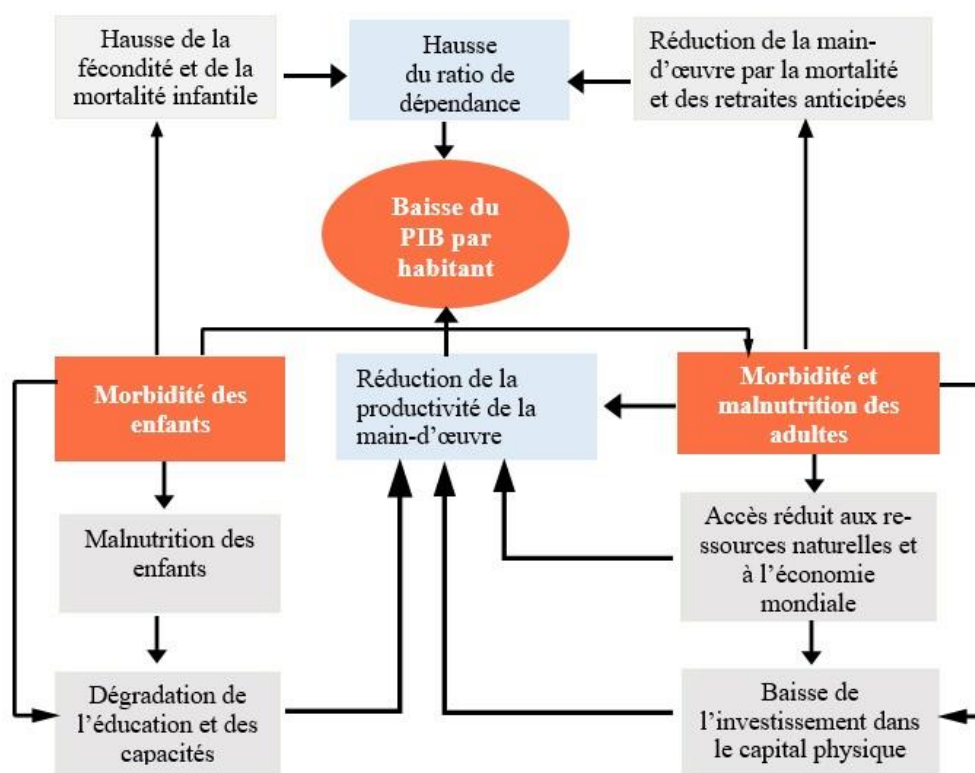 Hausse de la
fécondité et de la
mortalité infantile
Hausse
du ratio de
dépendance
Réduction de la main-
d’œuvre par la mortalité
et des retraites anticipées
Baisse du
PIB par
habitant
Morbidité des
enfants
Réduction de la
productivité de la
main-d’œuvre
Morbidité et
malnutrition des
adultes
Malnutrition des
enfants
Accès réduit aux re-
ssources naturelles et
à l’économie
mondiale
Dégradation de
l’éducation et des
capacités
Baisse de
l’investissement dans
le capital physique